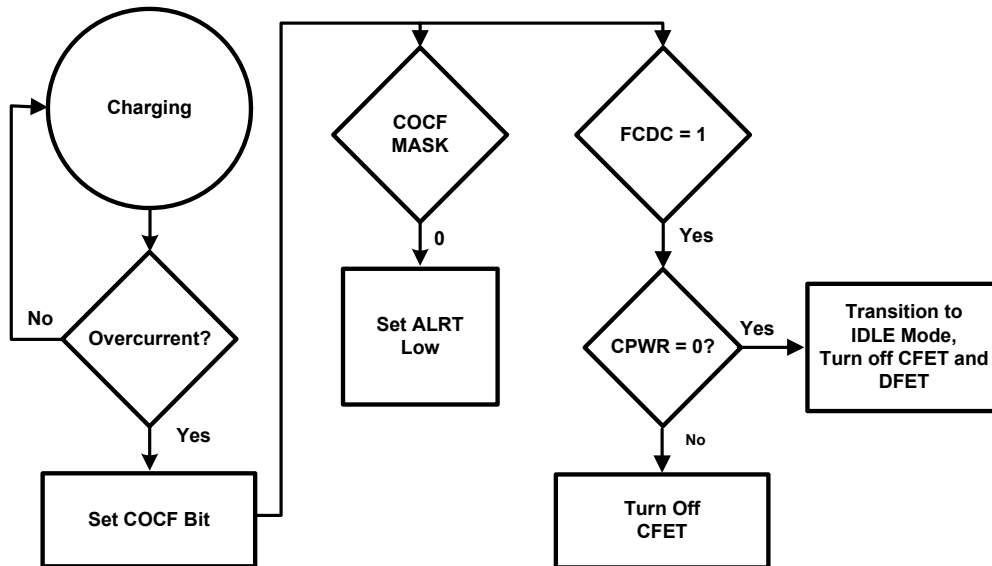 Charging
Overcurrent?
No
Yes
Set COCF Bit
COCF
MASK
0
Set ALRT
Low
FCDC = 1
Yes
CPWR = 0?
Yes
Transition to
IDLE Mode,
Turn off CFET and
DFET
No
Turn Off
CFET